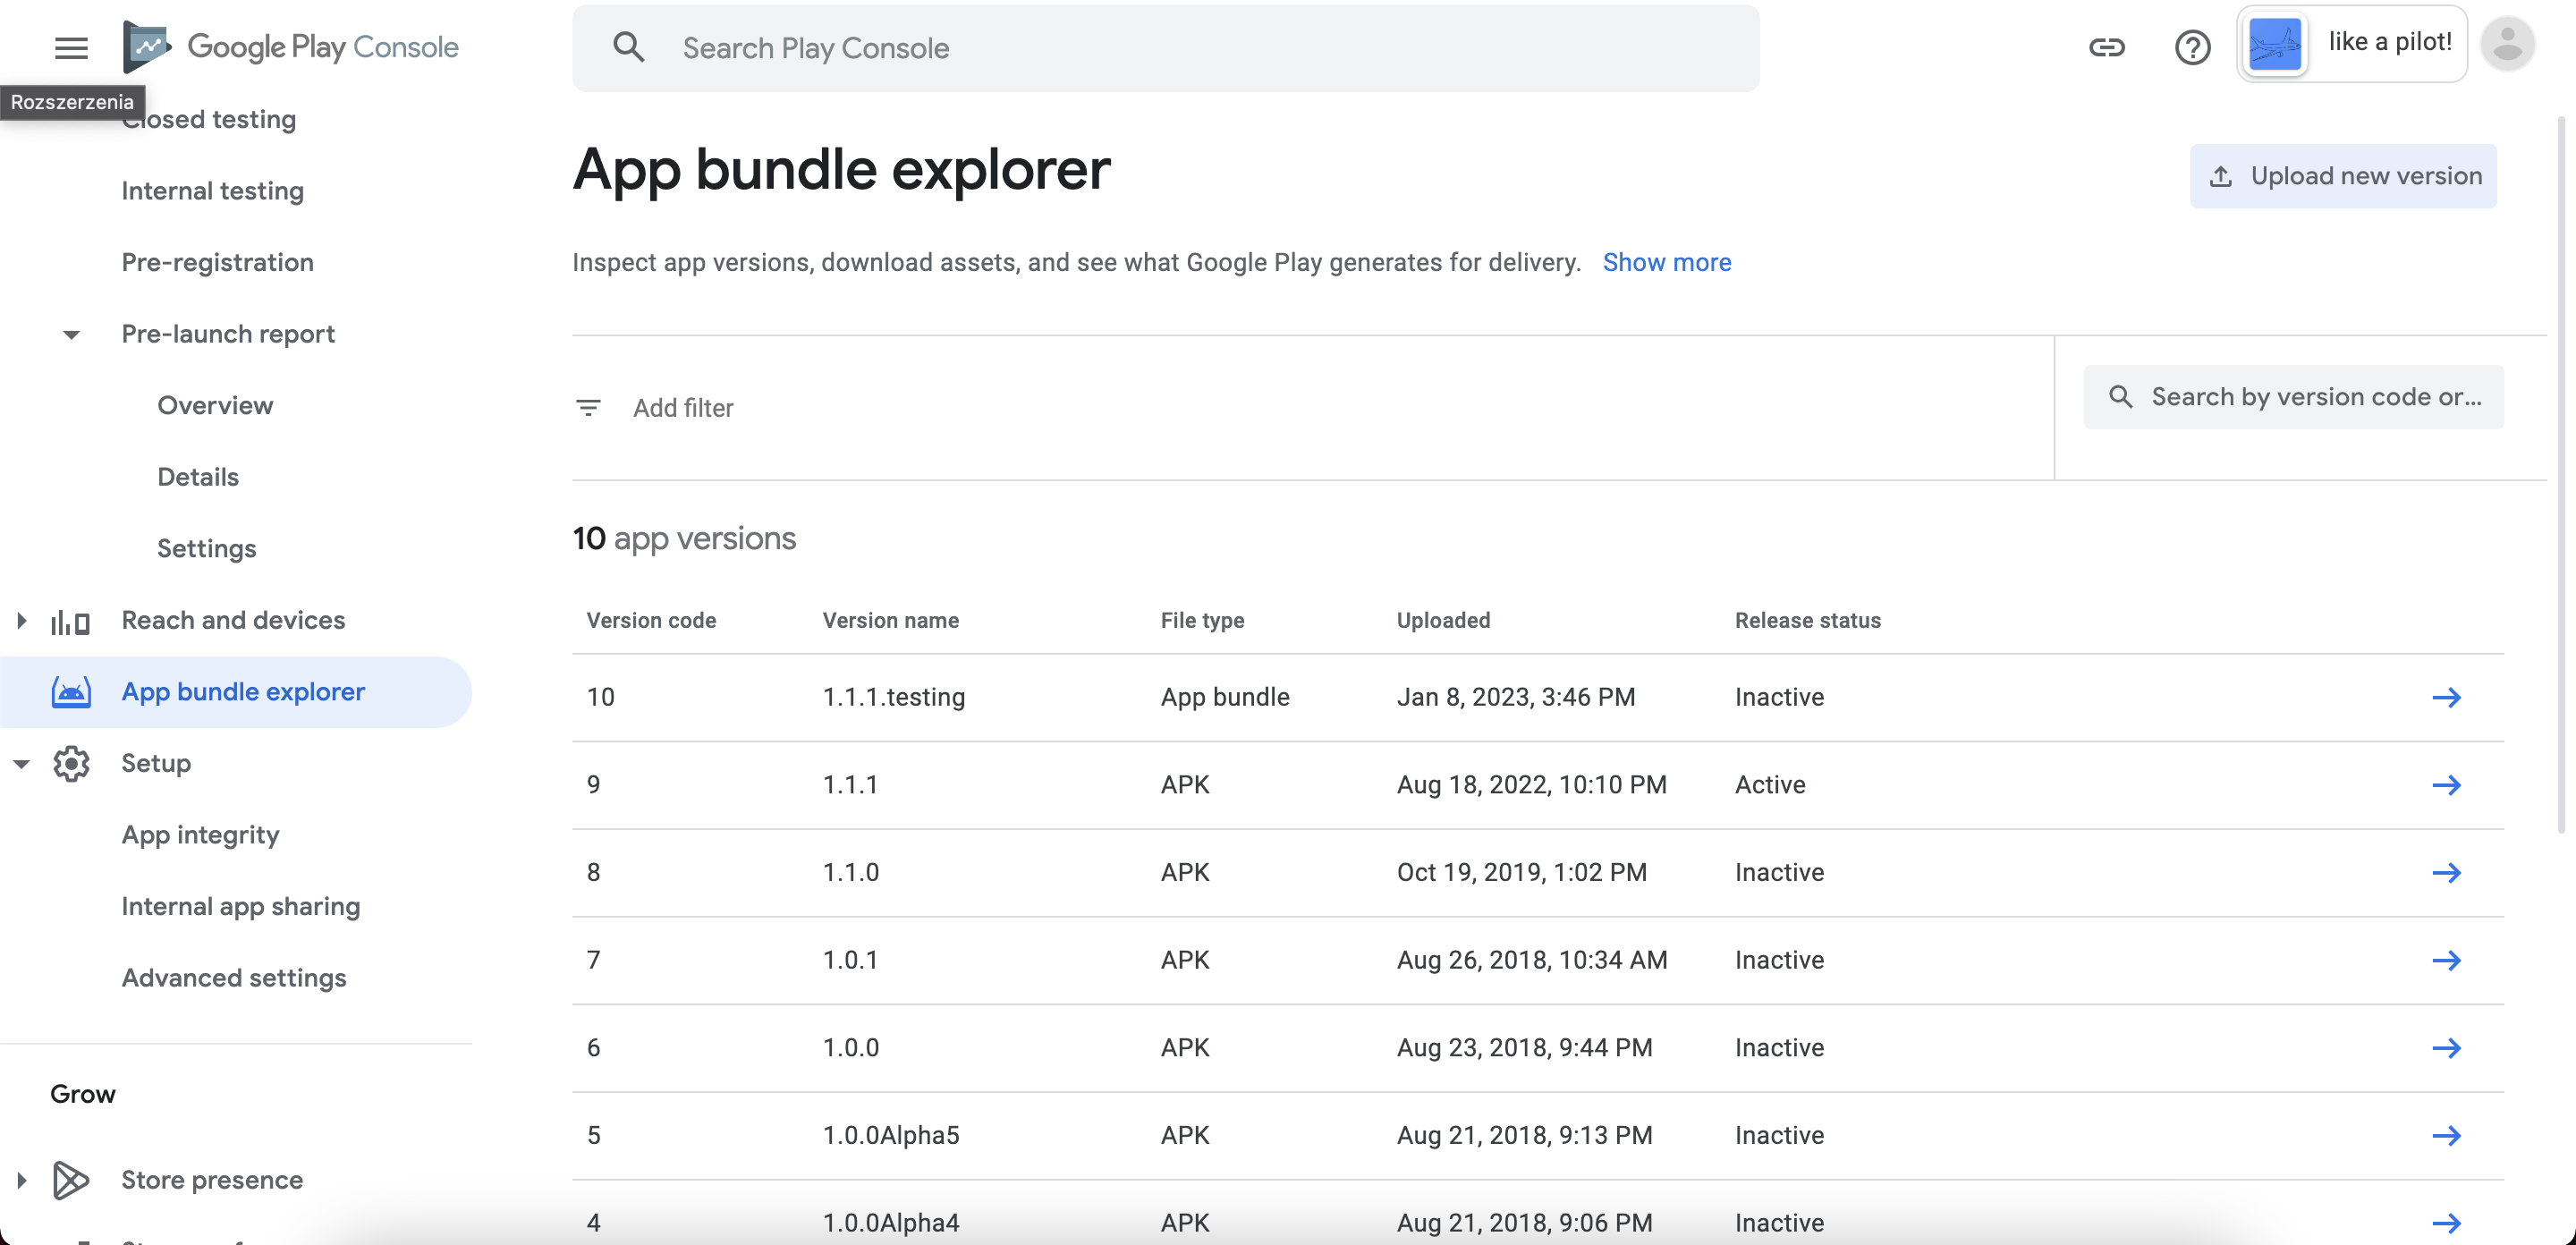 Google Play Console
Search Play Console
like a pilot!
Rozszerzenia
Closed testing
Internal testing
Pre-registration
Pre-launch report
Overview
Details
Settings
Reach and devices
App bundle explorer
Setup
App integrity
Internal app sharing
Advanced settings
Grow
Store presence
App bundle explorer
Upload new version
Inspect app versions, download assets, and see what Google Play generates for delivery. Show more
Add filter
Search by version code or...
10 app versions
Version code Version name File type Uploaded Release status
10 1.1.1.testing App bundle Jan 8, 2023, 3:46 PM Inactive
9 1.1.1 APK Aug 18, 2022, 10:10 PM Active
8 1.1.0 APK Oct 19, 2019, 1:02 PM Inactive
7 1.0.1 APK Aug 26, 2018, 10:34 AM Inactive
6 1.0.0 APK Aug 23, 2018, 9:44 PM Inactive
5 1.0.0Alpha5 APK Aug 21, 2018, 9:13 PM Inactive
4 1.0.0Alpha4 APK Aug 21, 2018, 9:06 PM Inactive